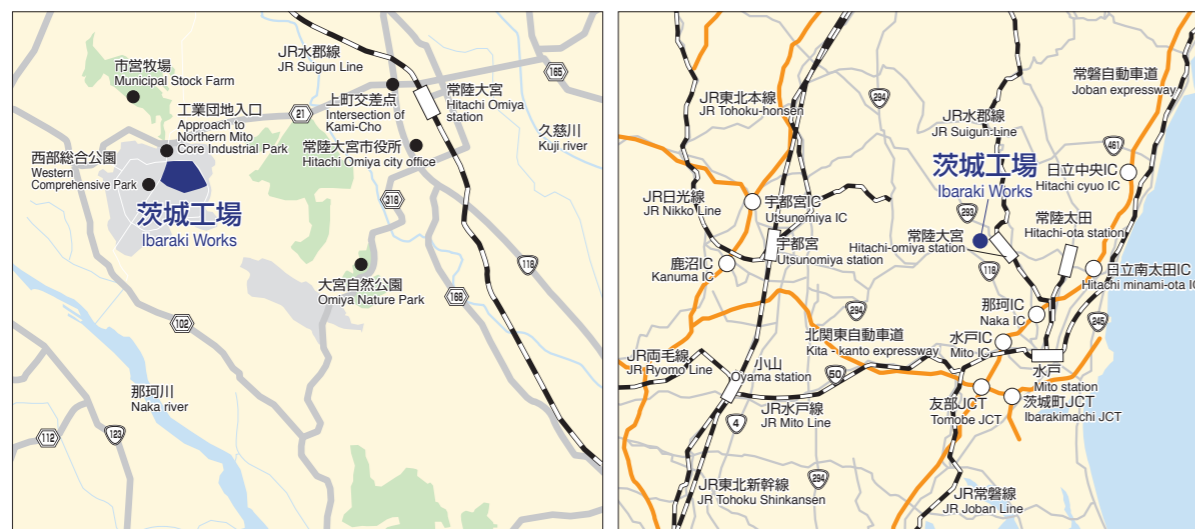 市営牧場
Municipal Stock Farm
工業団地入口
Approach to
Northern Mito
Core Industrial Park
西部総合公園
Western
Comprehensive Park
茨城工場
Ibaraki Works
JR水郡線
JR Suigun Line
165
21
上町交差点
Intersection of
Kami-Cho
常陸大宮
Hitachi Omiya
station
久慈川
Kuji river
常陸大宮市役所
Hitachi Omiya city office
318
118
大宮自然公園
Omiya Nature Park
168
102
那珂川
Naka river
112
123
JR東北本線
JR Tohoku-honsen
294
常磐自動車道
Joban expressway
JR水郡線
JR Suigun-Line
461
茨城工場
Ibaraki Works
日立中央IC
Hitachi cyuo IC
JR日光線
JR Nikko Line
宇都宮IC
Utsunomiya IC
293
常陸太田
Hitachi-ota station
常陸大宮
Hitachi-omiya station
宇都宮
Utsunomiya station
鹿沼IC
Kanuma IC
118
日立南太田IC
Hitachi minami-ota IC
那珂IC
Naka IC
294
245
北関東自動車道
Kita - kanto expressway
水戸IC
Mito IC
JR両毛線
JR Ryomo Line
小山
Oyama station
50
水戸
Mito station
友部JCT
Tomobe JCT
茨城町JCT
Ibarakimachi JCT
JR水戸線
JR Mito Line
4
294
JR東北新幹線
JR Tohoku Shinkansen
JR常磐線
JR Joban Line